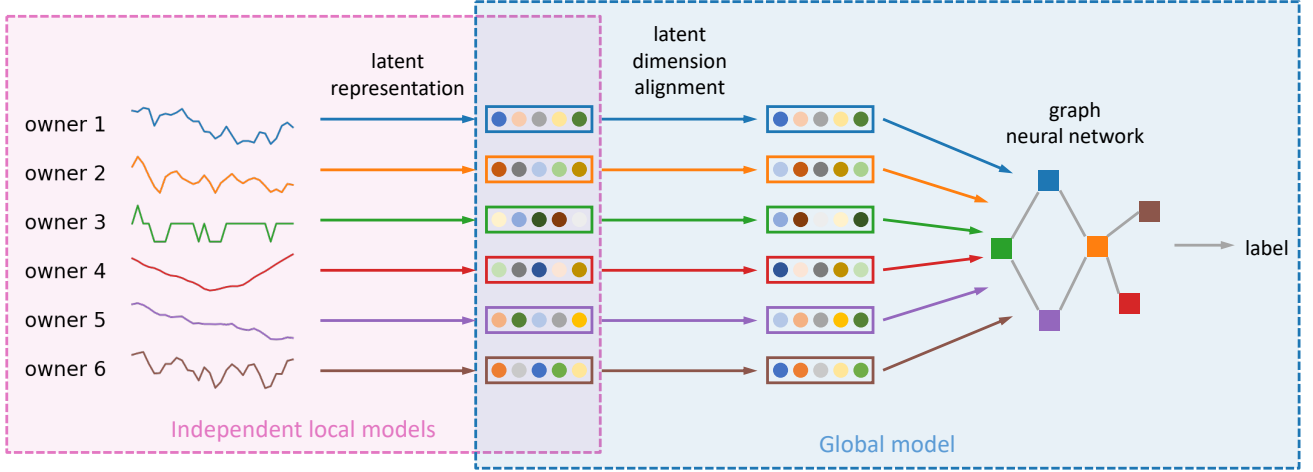 latent
representation
latent
dimension
alignment
graph
neural network
owner 1
owner 2
owner 3
owner 4
owner 5
owner 6
label
Independent local models
Global model